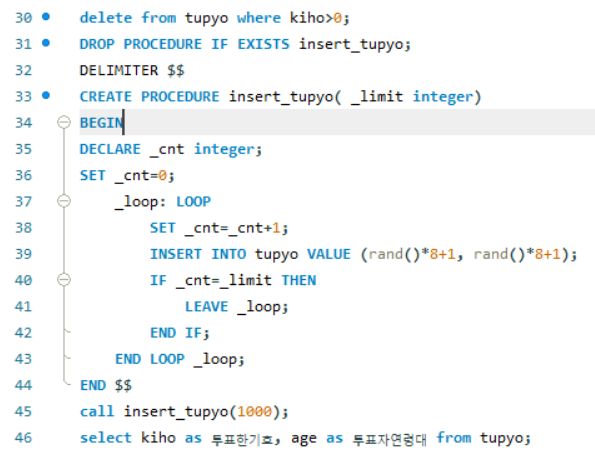 30 delete from tupyo where kiho>0;
31 DROP PROCEDURE IF EXISTS insert_tupyo;
32 DELIMITER $$
33 CREATE PROCEDURE insert_tupyo( _limit integer)
34 BEGIN
35 DECLARE _cnt integer;
36 SET _cnt=0;
37 _loop: LOOP
38 SET _cnt=_cnt+1;
39 INSERT INTO tupyo VALUE (rand()*8+1, rand()*8+1);
40 IF _cnt=_limit THEN
41 LEAVE _loop;
42 END IF;
43 END LOOP _loop;
44 END $$
45 call insert_tupyo(1000);
46 select kiho as 투표한기호, age as 투표자연령대 from tupyo;